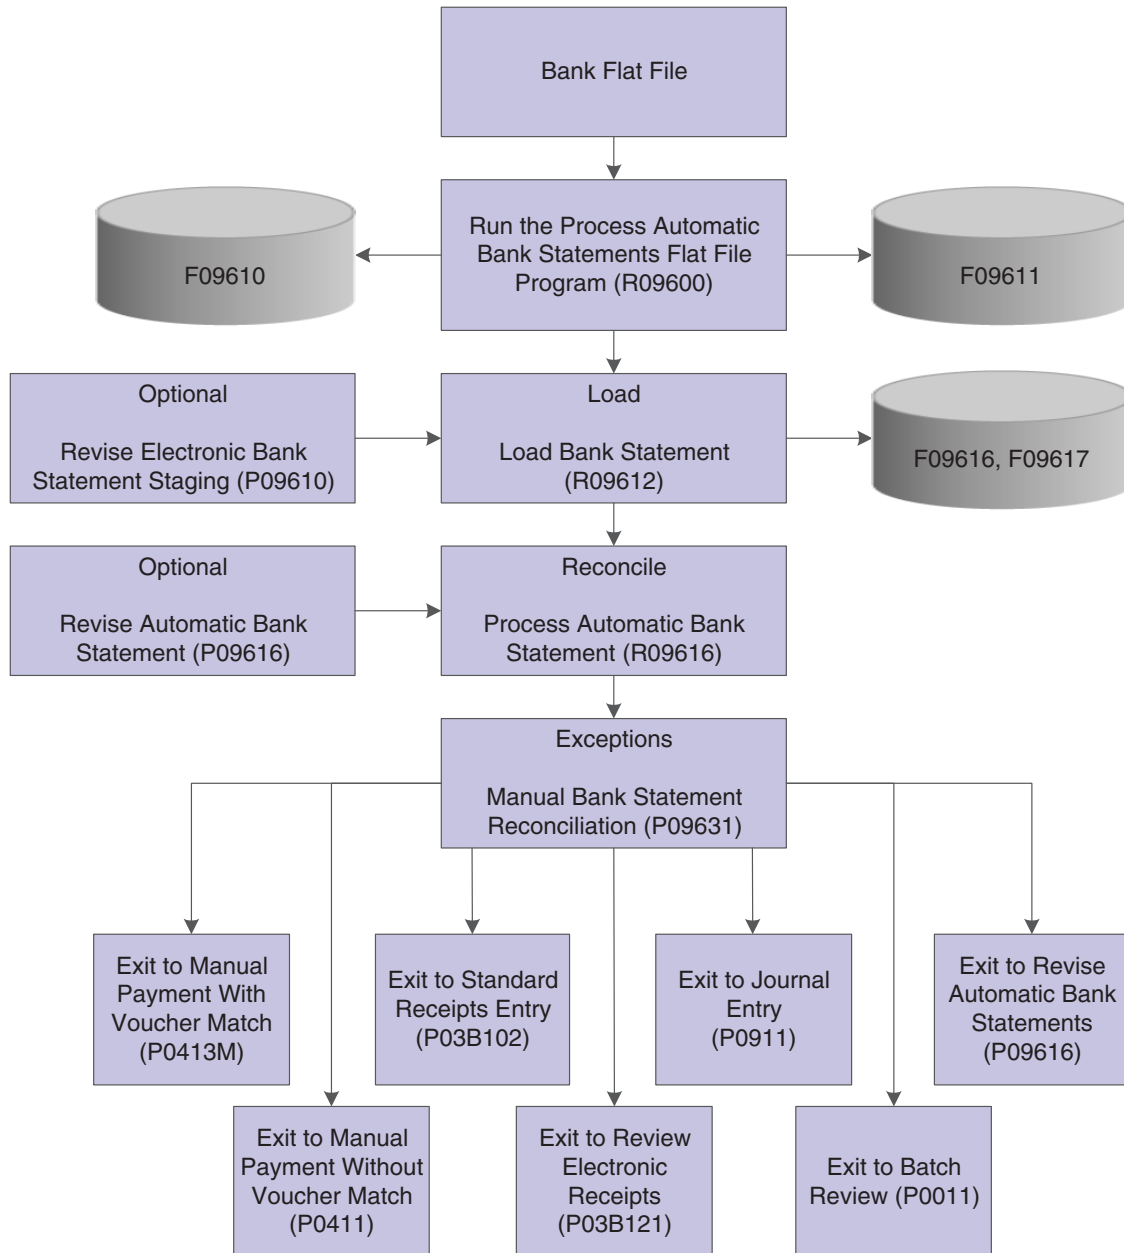 Bank Flat File
Run the Process Automatic
Bank Statements Flat File
Program (R09600)
F09610
F09611
Optional
Revise Electronic Bank
Statement Staging (P09610)
Load
Load Bank Statement
(R09612)
F09616, F09617
Optional
Revise Automatic Bank
Statement (P09616)
Reconcile
Process Automatic Bank
Statement (R09616)
Exceptions
Manual Bank Statement
Reconciliation (P09631)
Exit to Manual
Payment With
Voucher Match
(P0413M)
Exit to Standard
Receipts Entry
(P03B102)
Exit to Journal
Entry
(P0911)
Exit to Revise
Automatic Bank
Statements
(P09616)
Exit to Manual
Payment Without
Voucher Match
(P0411)
Exit to Review
Electronic
Receipts
(P03B121)
Exit to Batch
Review (P0011)